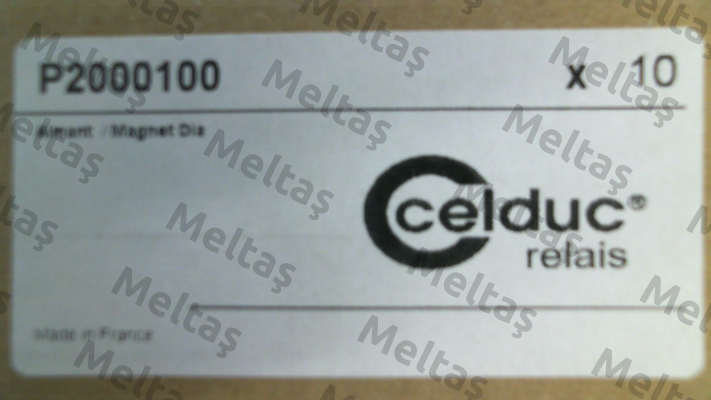 P2000100 x 10
Aimant / Magnet Dia
celduc®
relais
Made in France
Meltaş